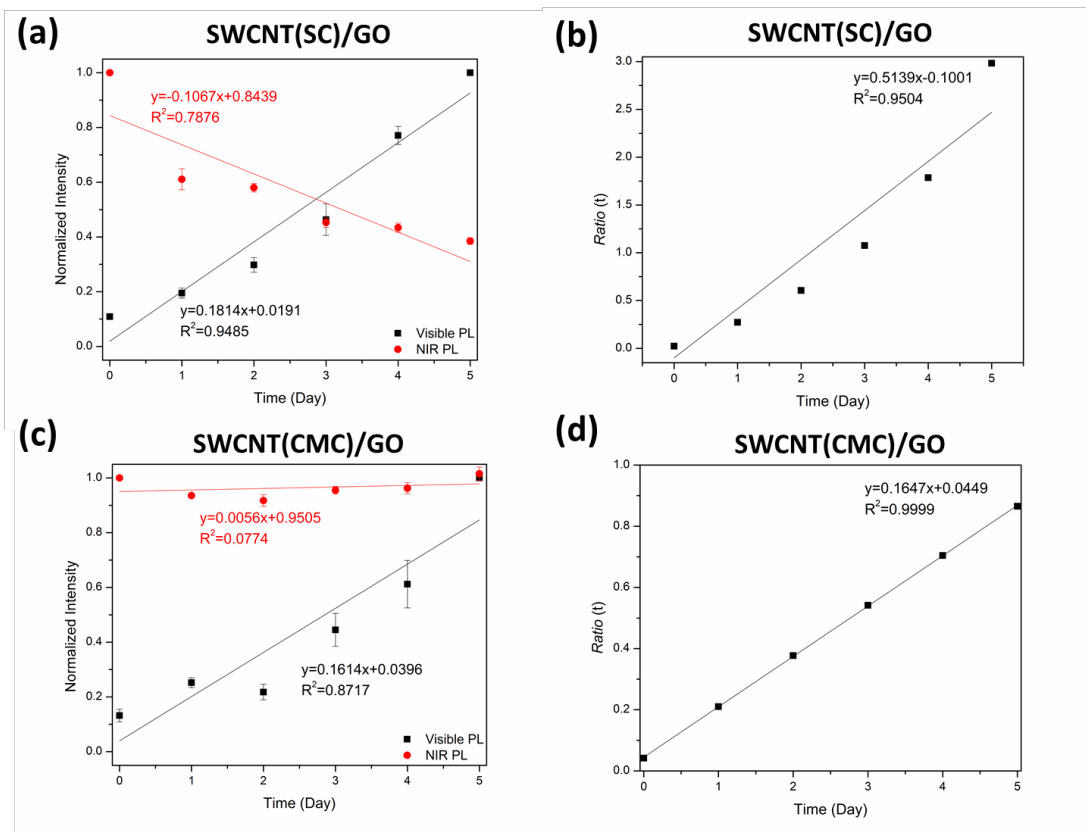 (a)
SWCNT(SC)/GO
1.0
0.8
0.6
0.4
0.2
0.0
Normalized Intensity
y=-0.1067x+0.8439
R²=0.7876
y=0.1814x+0.0191
R²=0.9485
Visible PL
NIR PL
0 1 2 3 4 5
Time (Day)
(b)
SWCNT(SC)/GO
3.0
2.5
2.0
1.5
1.0
0.5
0.0
Ratio (t)
y=0.5139x-0.1001
R²=0.9504
0 1 2 3 4 5
Time (Day)
(c)
SWCNT(CMC)/GO
1.0
0.8
0.6
0.4
0.2
0.0
Normalized Intensity
y=0.0056x+0.9505
R²=0.0774
y=0.1614x+0.0396
R²=0.8717
Visible PL
NIR PL
0 1 2 3 4 5
Time (Day)
(d)
SWCNT(CMC)/GO
1.0
0.8
0.6
0.4
0.2
0.0
Ratio (t)
y=0.1647x+0.0449
R²=0.9999
0 1 2 3 4 5
Time (Day)